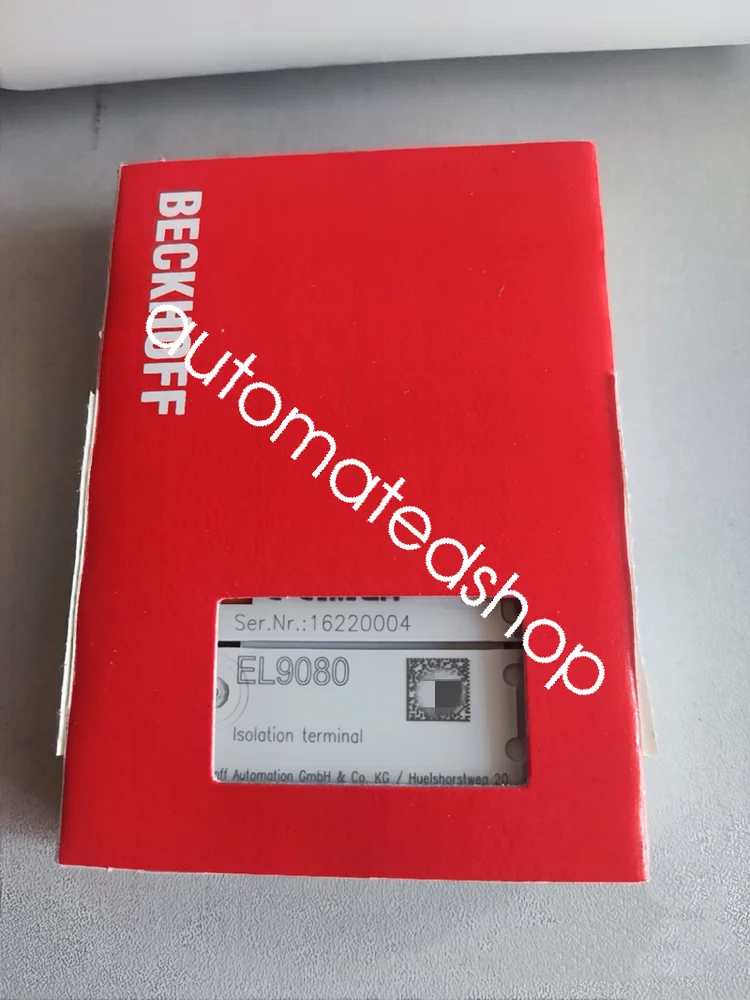 BECKHOFF
automatedshop
Ser.Nr.:16220004
EL9080
Isolation terminal
Automation GmbH & Co. KG / Huelshorstweg 20